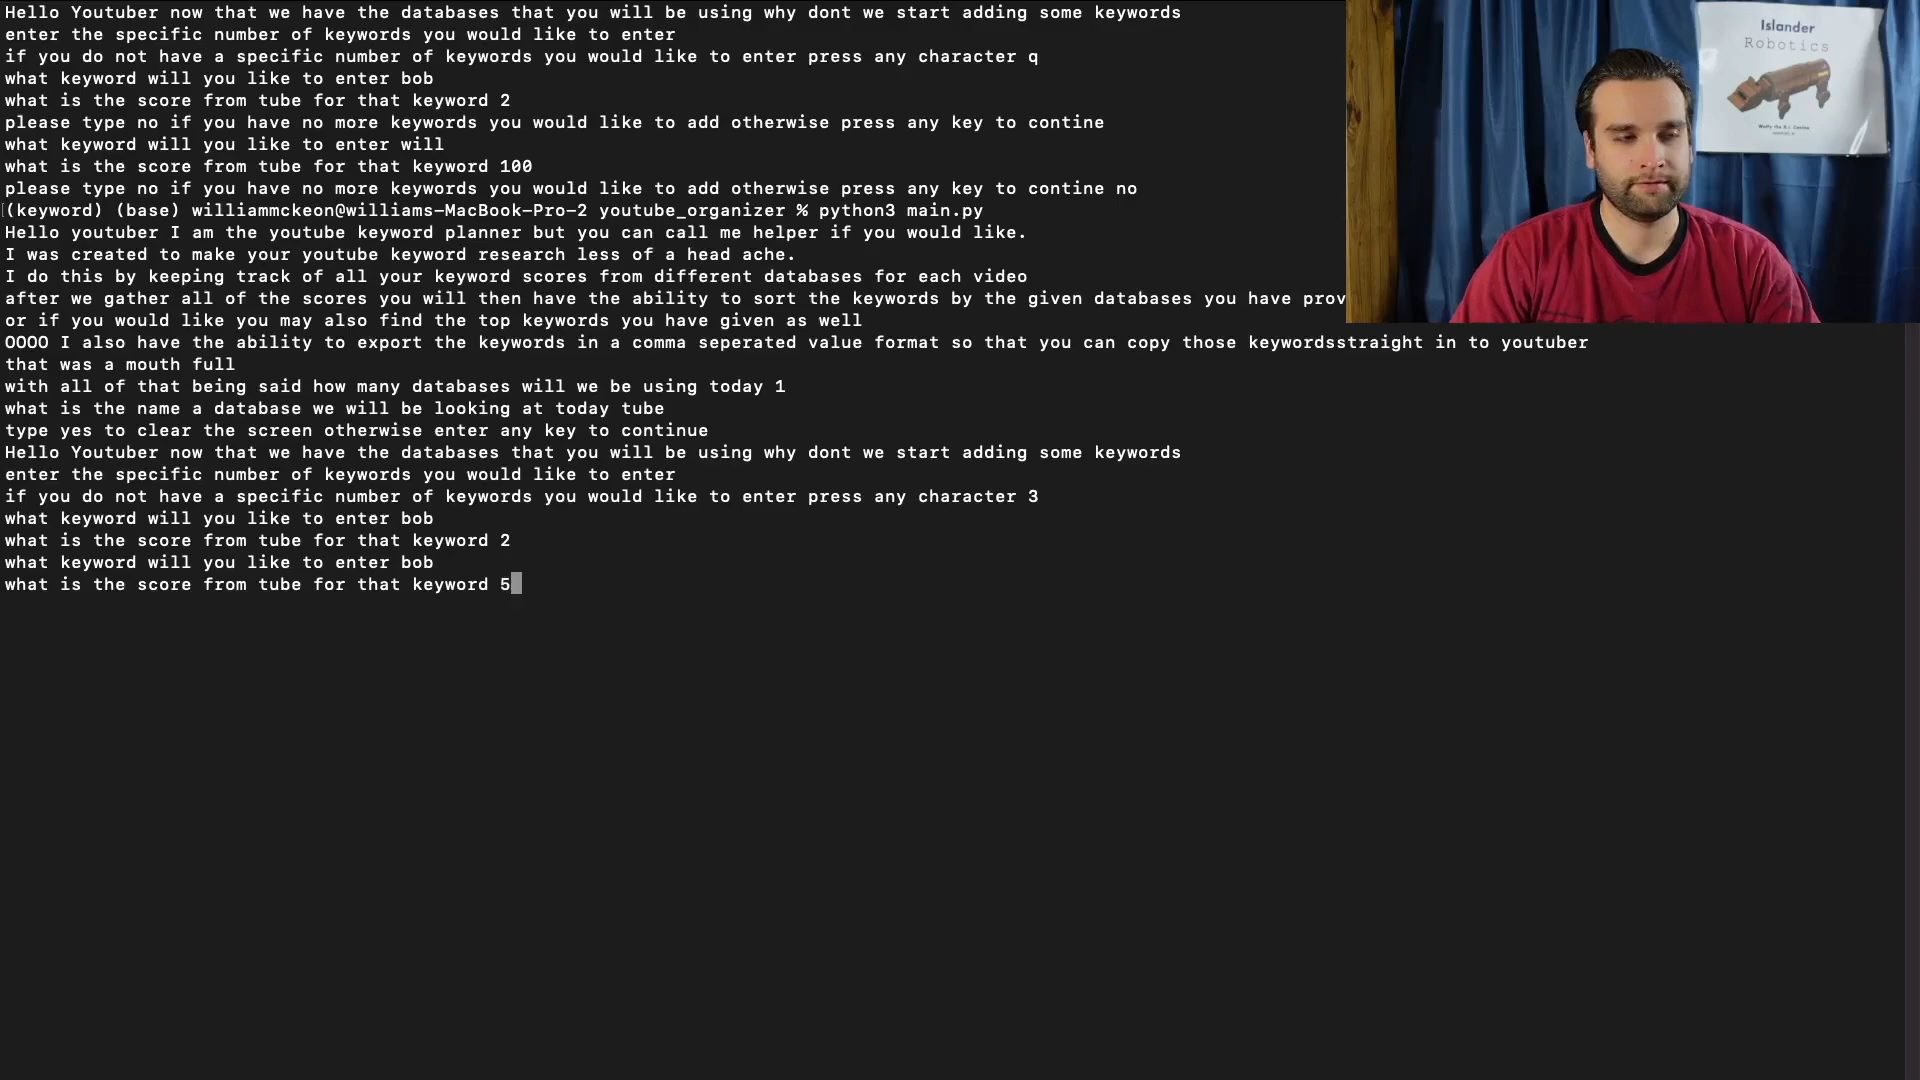 Hello Youtuber now that we have the databases that you will be using why dont we start adding some keywords
enter the specific number of keywords you would like to enter
if you do not have a specific number of keywords you would like to enter press any character q
what keyword will you like to enter bob
what is the score from tube for that keyword 2
please type no if you have no more keywords you would like to add otherwise press any key to contine
what keyword will you like to enter will
what is the score from tube for that keyword 100
please type no if you have no more keywords you would like to add otherwise press any key to contine no
(keyword) (base) williammckeon@williams-MacBook-Pro-2 youtube_organizer % python3 main.py
Hello youtuber I am the youtube keyword planner but you can call me helper if you would like.
I was created to make your youtube keyword research less of a head ache.
I do this by keeping track of all your keyword scores from different databases for each video
after we gather all of the scores you will then have the ability to sort the keywords by the given databases you have prov
or if you would like you may also find the top keywords you have given as well
OOOO I also have the ability to export the keywords in a comma seperated value format so that you can copy those keywordsstraight in to youtuber
that was a mouth full
with all of that being said how many databases will we be using today 1
what is the name a database we will be looking at today tube
type yes to clear the screen otherwise enter any key to continue
Hello Youtuber now that we have the databases that you will be using why dont we start adding some keywords
enter the specific number of keywords you would like to enter
if you do not have a specific number of keywords you would like to enter press any character 3
what keyword will you like to enter bob
what is the score from tube for that keyword 2
what keyword will you like to enter bob
what is the score from tube for that keyword 5
Islander
Robotics